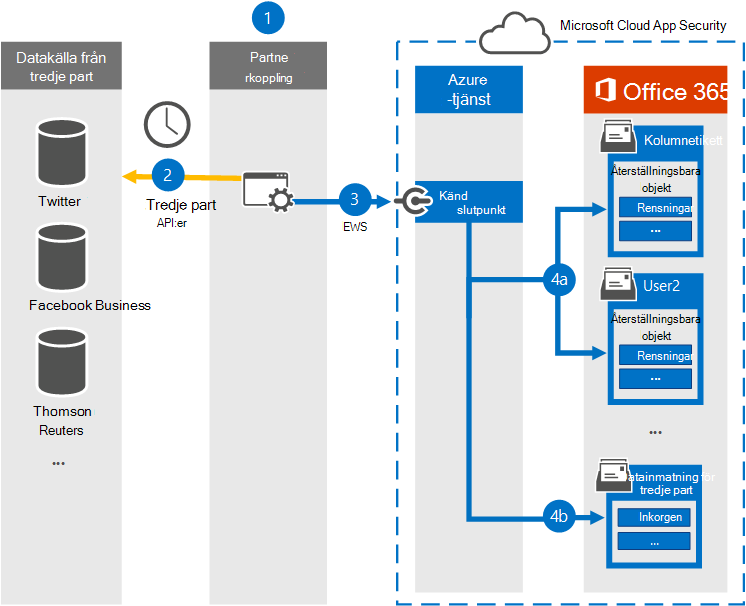 1
Microsoft Cloud App Security
Datakälla från
tredje part
Partne
rkoppling
Azure
-tjänst
Office 365
Kolumnetikett
Återställningsbara
objekt
Rensningar
...
2
Tredje part
API:er
3
EWS
Känd
slutpunkt
Twitter
Facebook Business
4a
User2
Återställningsbara
objekt
Rensningar
...
Thomson
Reuters
...
...
4b
atainmatning för
tredje part
Inkorgen
...